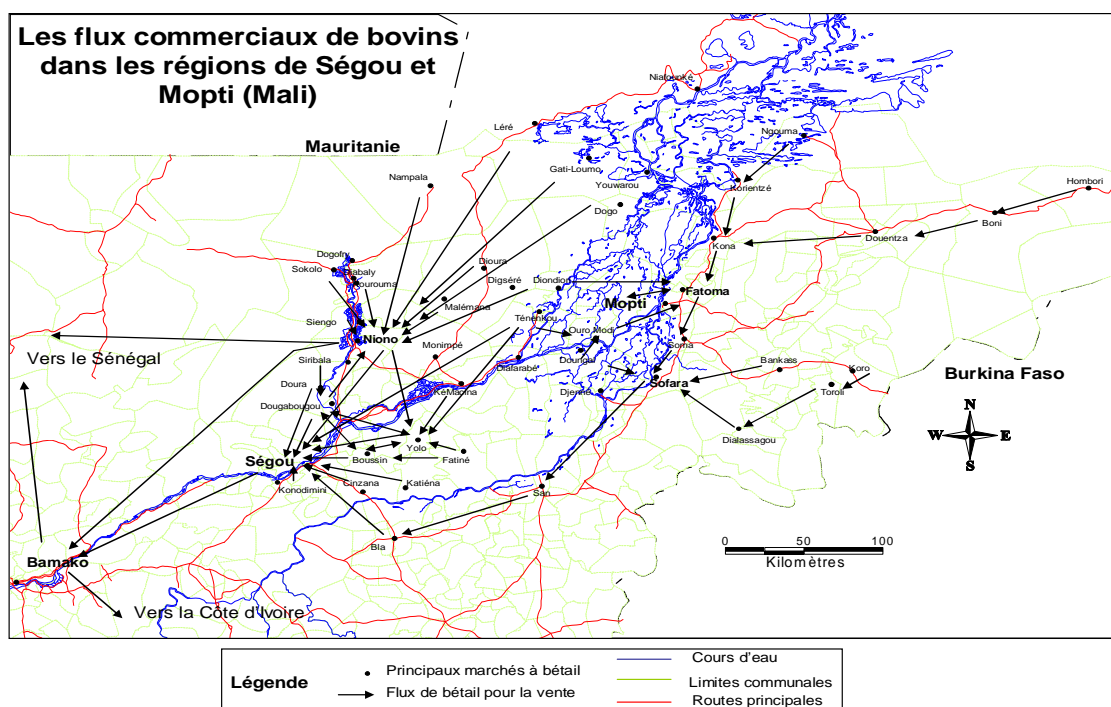 Les flux commerciaux de bovins
dans les régions de Ségou et
Mopti (Mali)
Niafounké
Léré
Ngouma
Mauritanie
Gati-Loumo
Nampala
Youwarou
Korientzé
Hombori
Dogo
Boni
Douentza
Kona
Dogofry
Sokolo
Diabaly
Dioura
Digséré
Diondiori
Kourouma
Fatoma
Malémana
Mopti
Siengo
Ténenkou
Ouro Modi
Niono
Monimpé
Soma
Vers le Sénégal
Siribala
Diafarabé
Doungal
Bankass
Koro
Burkina Faso
Doura
KéMacina
Djenné
Sofara
Toroli
N
Dougabougou
W
E
Yolo
Dialassagou
S
Ségou
Boussin
Fatiné
Konodimini
Cinzana
Katiéna
San
Bla
0
50
100
Kilomètres
Bamako
Vers la Côte d'Ivoire
Légende
Principaux marchés à bétail
Flux de bétail pour la vente
Cours d'eau
Limites communales
Routes principales